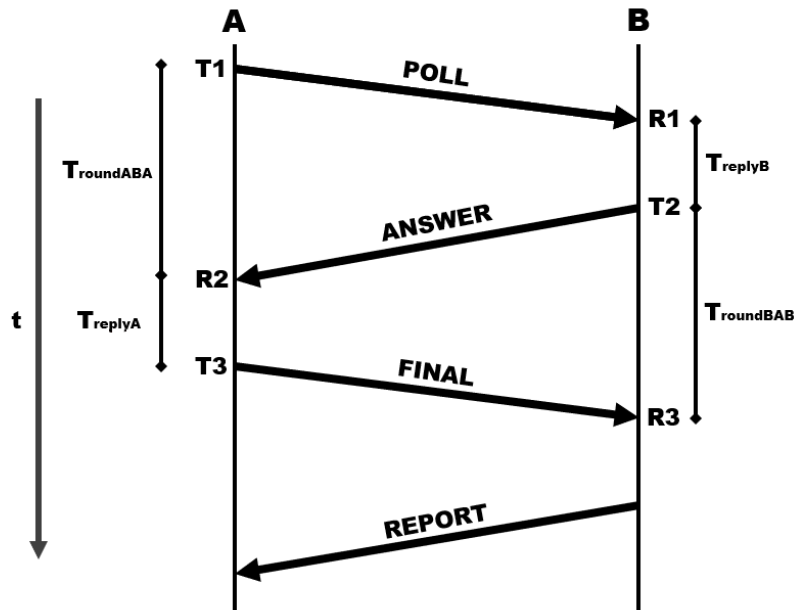 A
B
T1
POLL
R1
TroundABA
TreplyB
T2
ANSWER
R2
t
TreplyA
TroundBAB
T3
FINAL
R3
REPORT